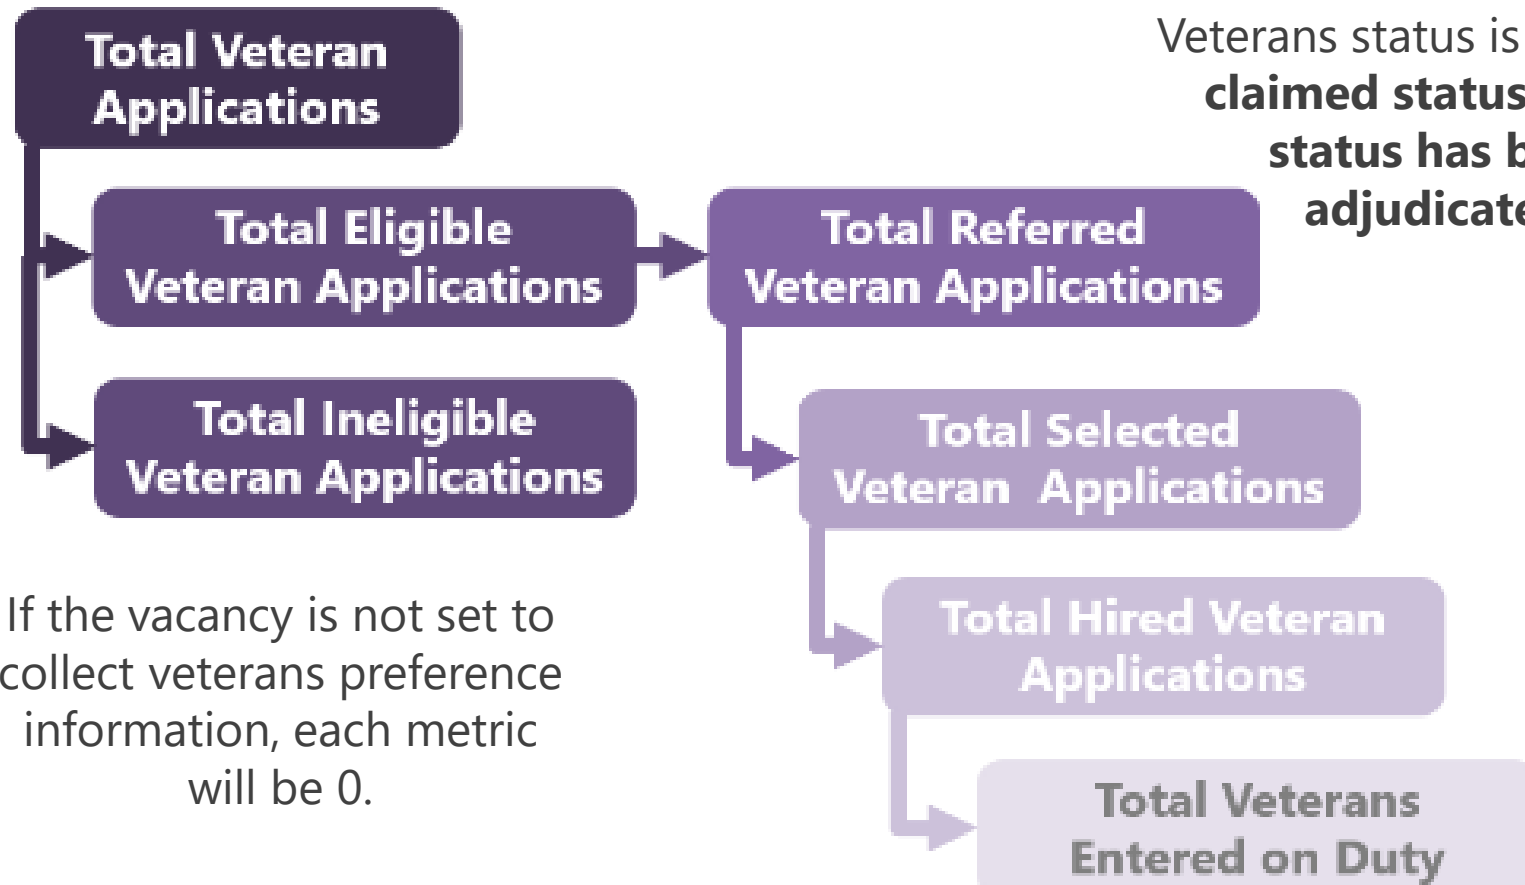 Total Veteran
Applications
Veterans status is
claimed status
status has
Total Eligible
Veteran Applications
Total Referred
Veteran Applications
Total Ineligible
Veteran Applications
Total Selected
Veteran Applications
If the vacancy is not set to
collect veterans preference
information, each metric
will be 0.
Total Hired Veteran
Applications
Total Veterans
Entered on Duty